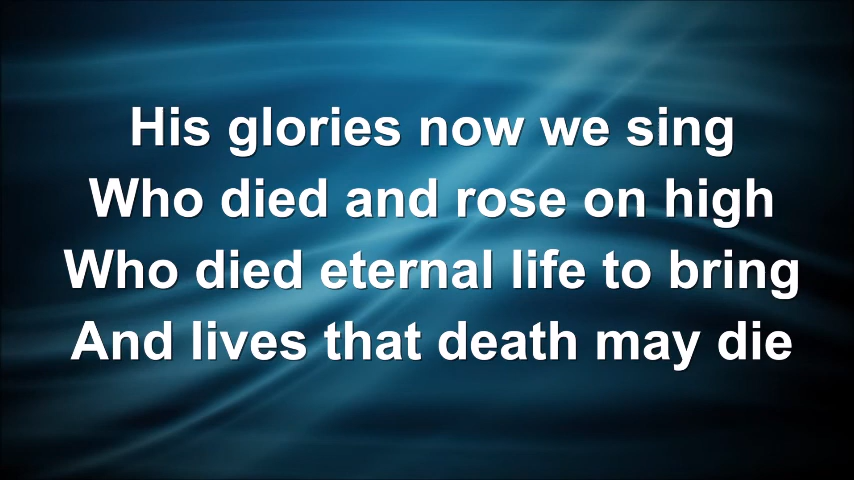 His glories now we sing
Who died and rose on high
Who died eternal life to bring
And lives that death may die